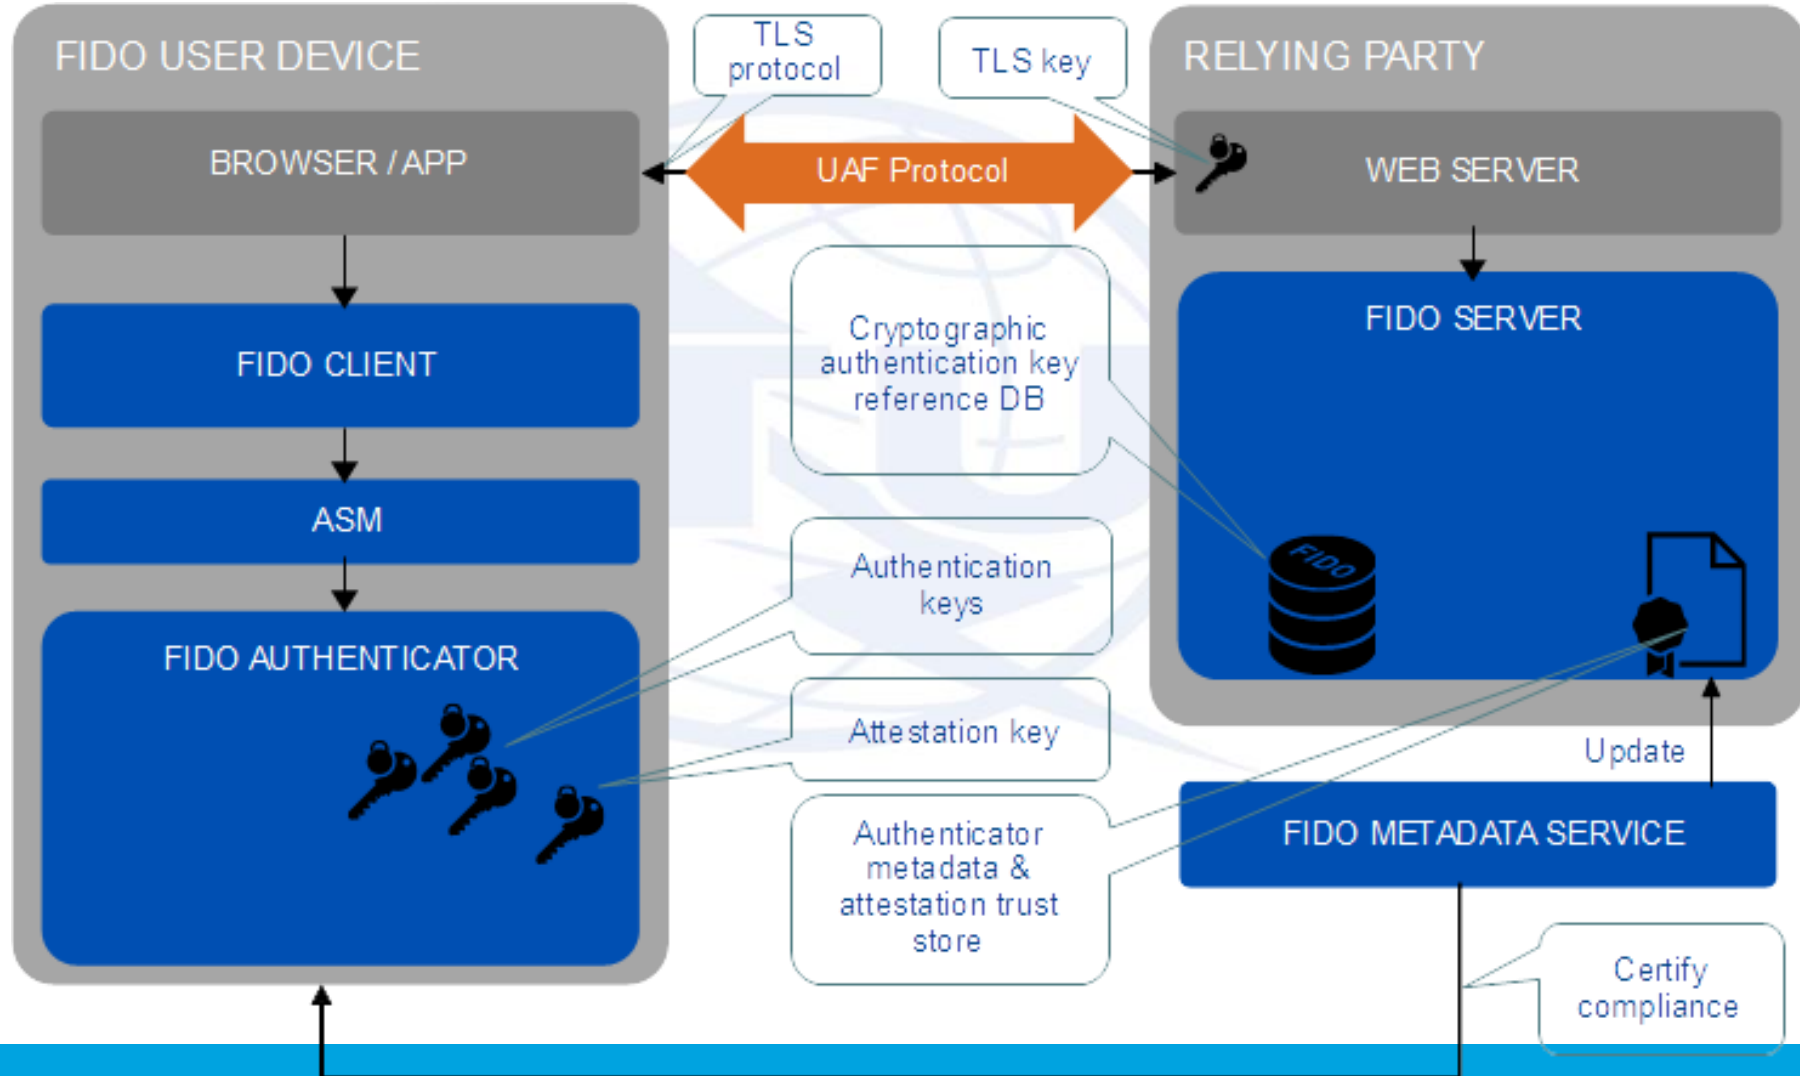 FIDO USER DEVICE
TLS
protocol
TLS key
RELYING PARTY
BROWSER / APP
UAF Protocol
WEB SERVER
FIDO CLIENT
Cryptographic
authentication key
reference DB
FIDO SERVER
ASM
Authentication
keys
FIDO
FIDO AUTHENTICATOR
Attestation key
Update
Authenticator
metadata &
attestation trust
store
FIDO METADATA SERVICE
Certify
compliance
ITU